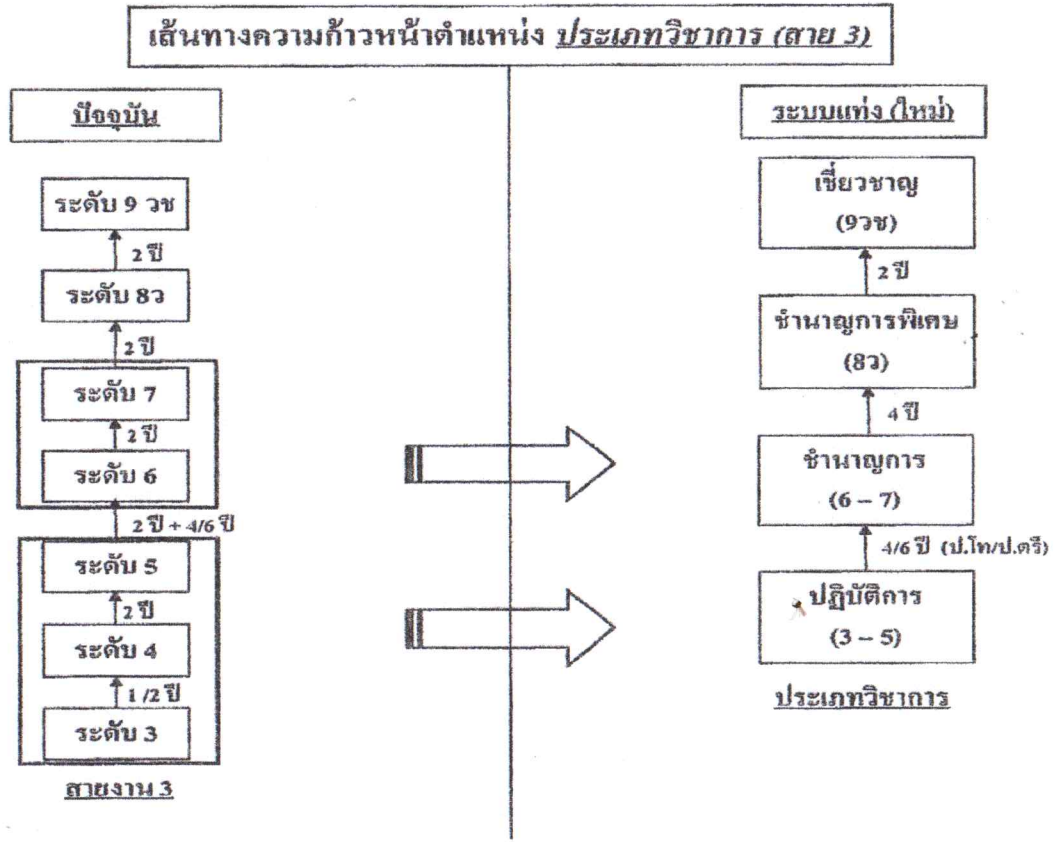 เส้นทางความก้าวหน้าตำแหน่ง ประเภทวิชาการ (สาย 3)
ปัจจุบัน
ระดับ 9 วช
2 ปี
ระดับ 8ว
2 ปี
ระดับ 7
2 ปี
ระดับ 6
2 ปี + 4/6 ปี
ระดับ 5
2 ปี
ระดับ 4
1 /2 ปี
ระดับ 3
สายงาน 3
ระบบแท่ง (ใหม่)
เชี่ยวชาญ
(9วช)
2 ปี
ชำนาญการพิเศษ
(8ว)
4 ปี
ชำนาญการ
(6 – 7)
4/6 ปี (ป.โท/ป.ตรี)
ปฏิบัติการ
(3 – 5)
ประเภทวิชาการ